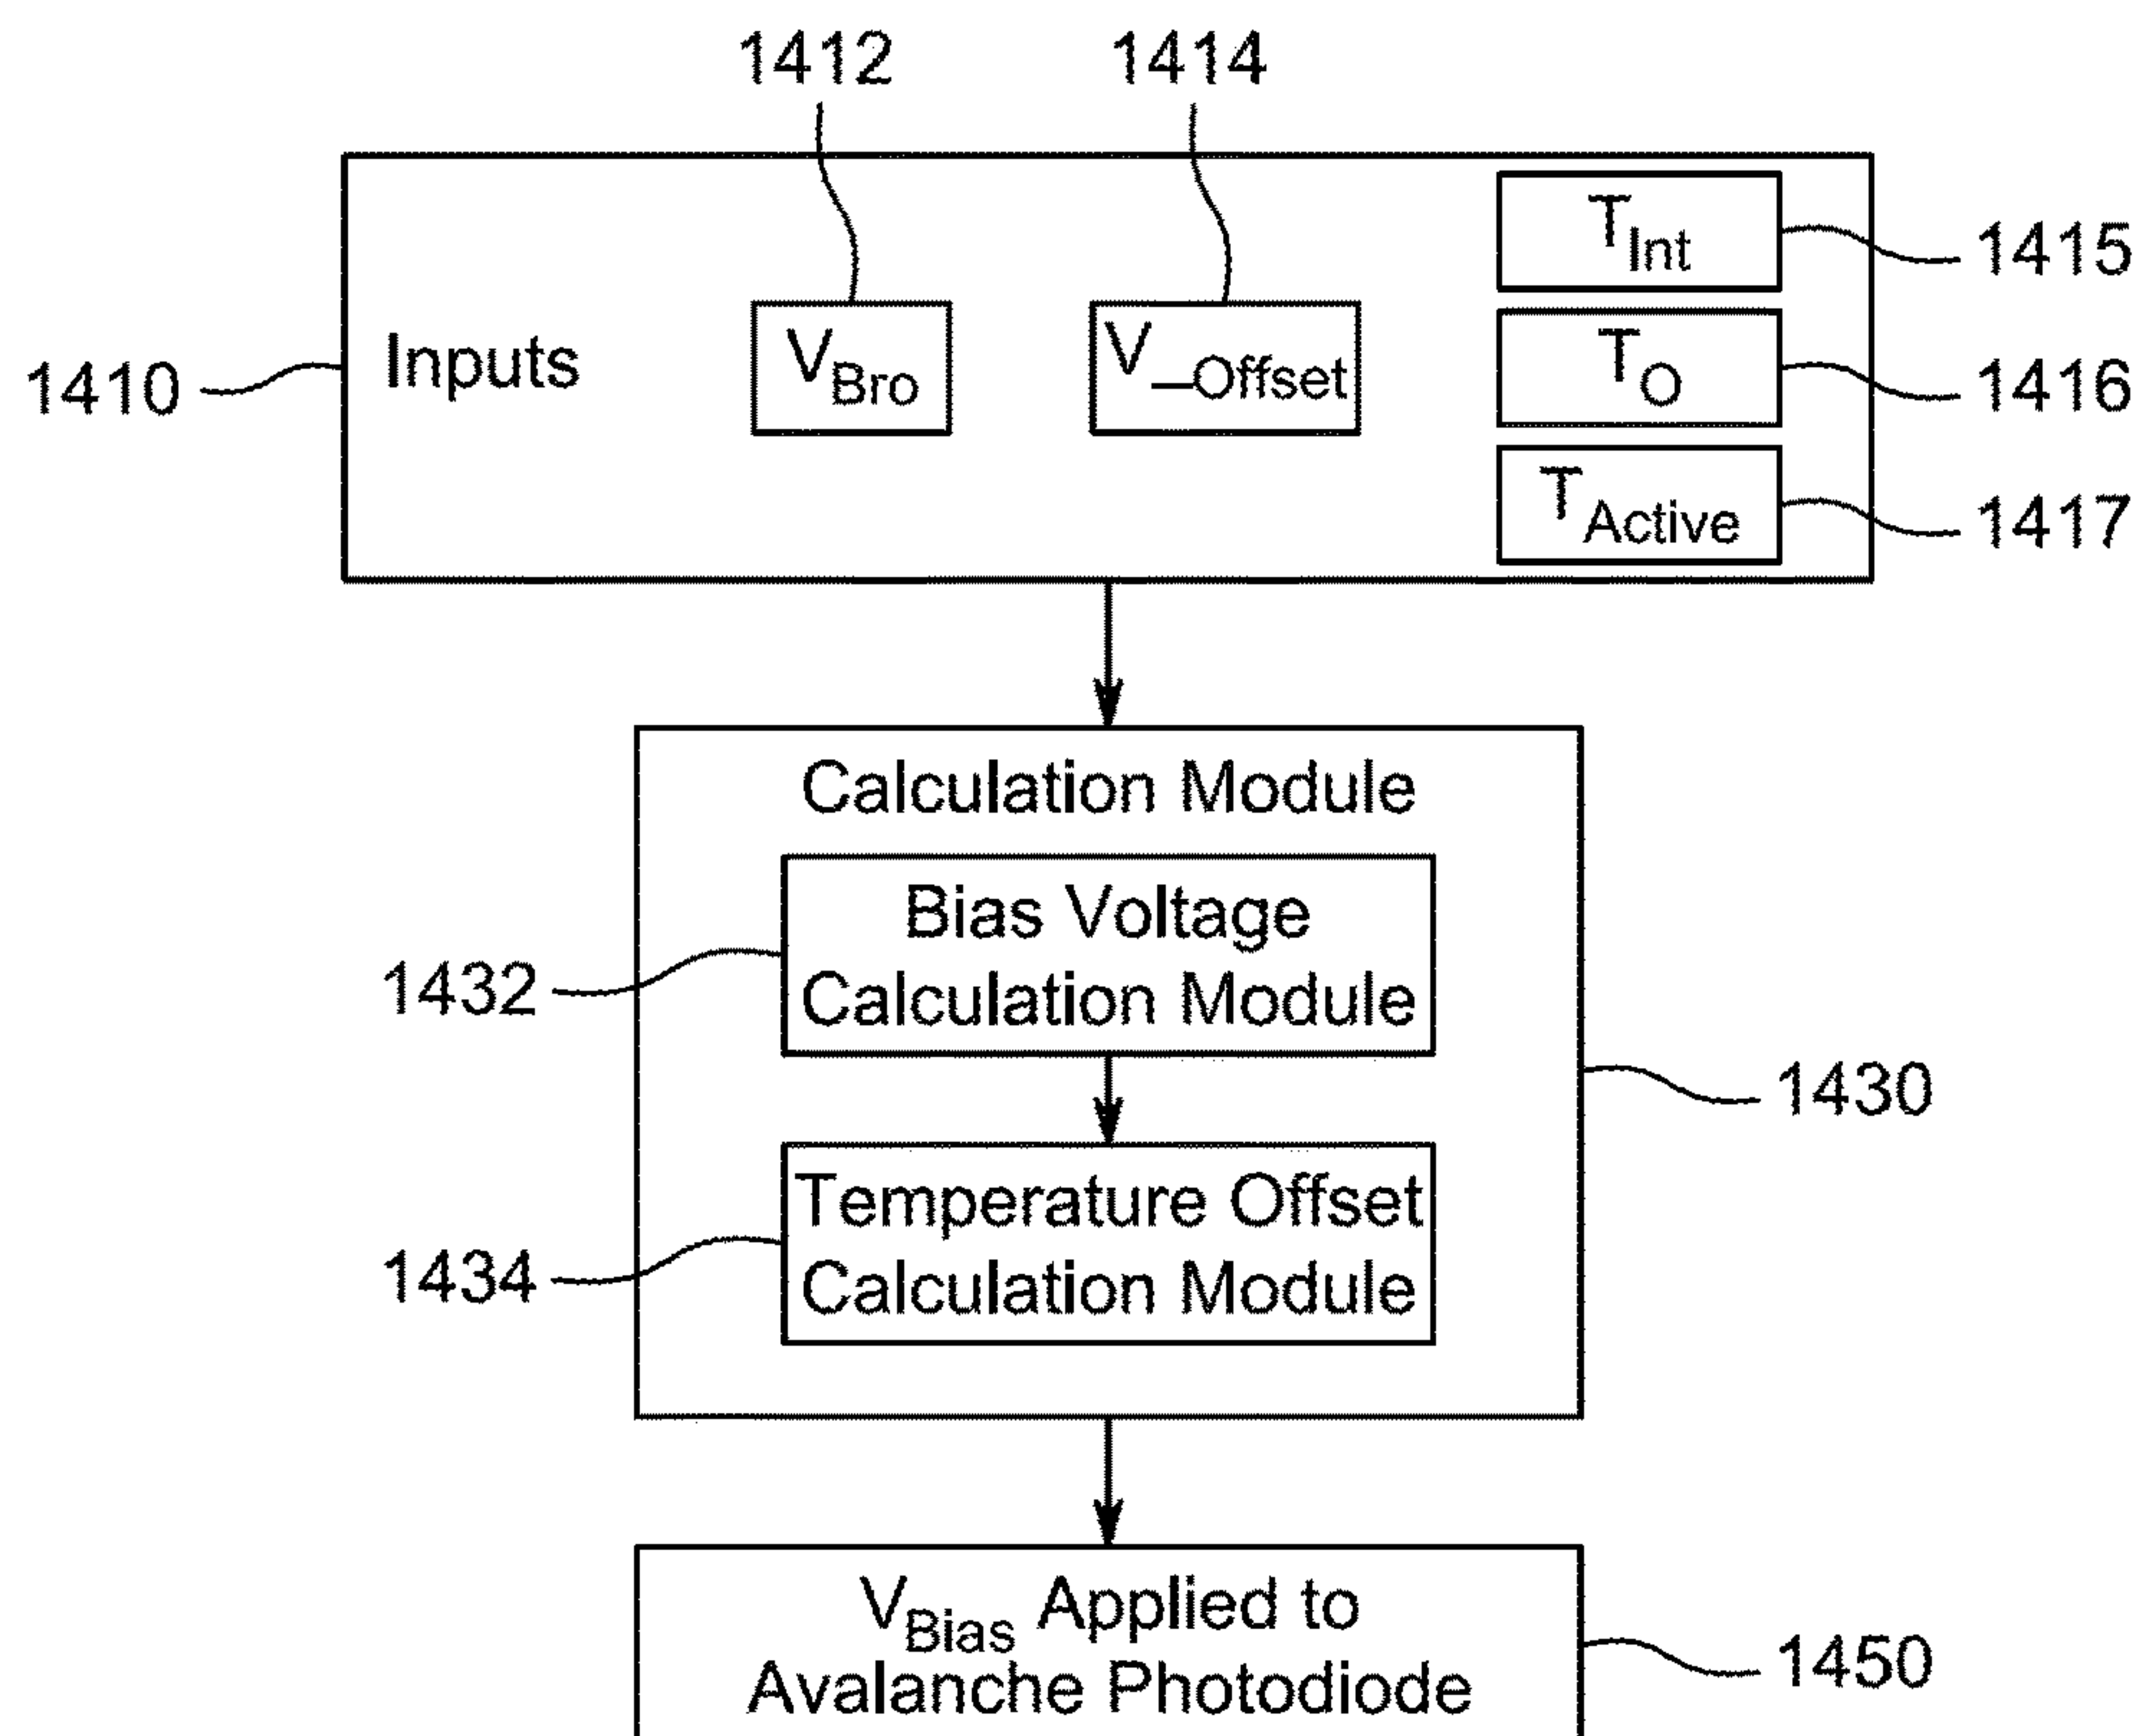 1412
1414
T_Int
1415
Inputs
V_Bro
V_Offset
T_O
1416
1410
T_Active
1417
Calculation Module
Bias Voltage
Calculation Module
1432
1430
Temperature Offset
Calculation Module
1434
V_Bias Applied to
Avalanche Photodiode
1450